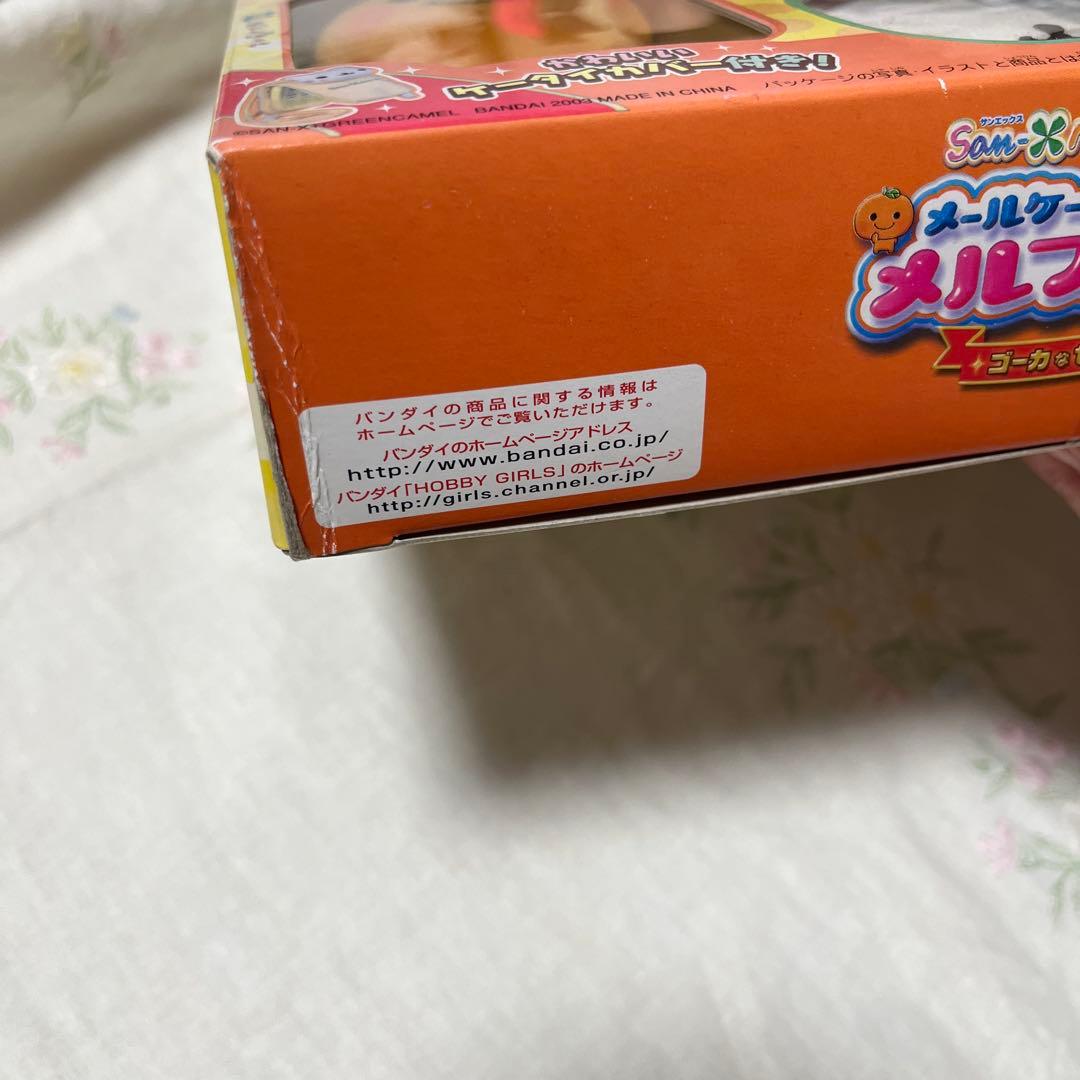 かわいい
ケータイカバー付き!
パッケージの写真・イラストと商品とは
©SAN-X, GREENCAMEL BANDAI 2003 MADE IN CHINA
サンエックス
San-X
メールケー
メルフ
ゴーカな
バンダイの商品に関する情報は
ホームページでご覧いただけます。
バンダイのホームページアドレス
http://www.bandai.co.jp/
バンダイ「HOBBY GIRLS」のホームページ
http://girls.channel.or.jp/